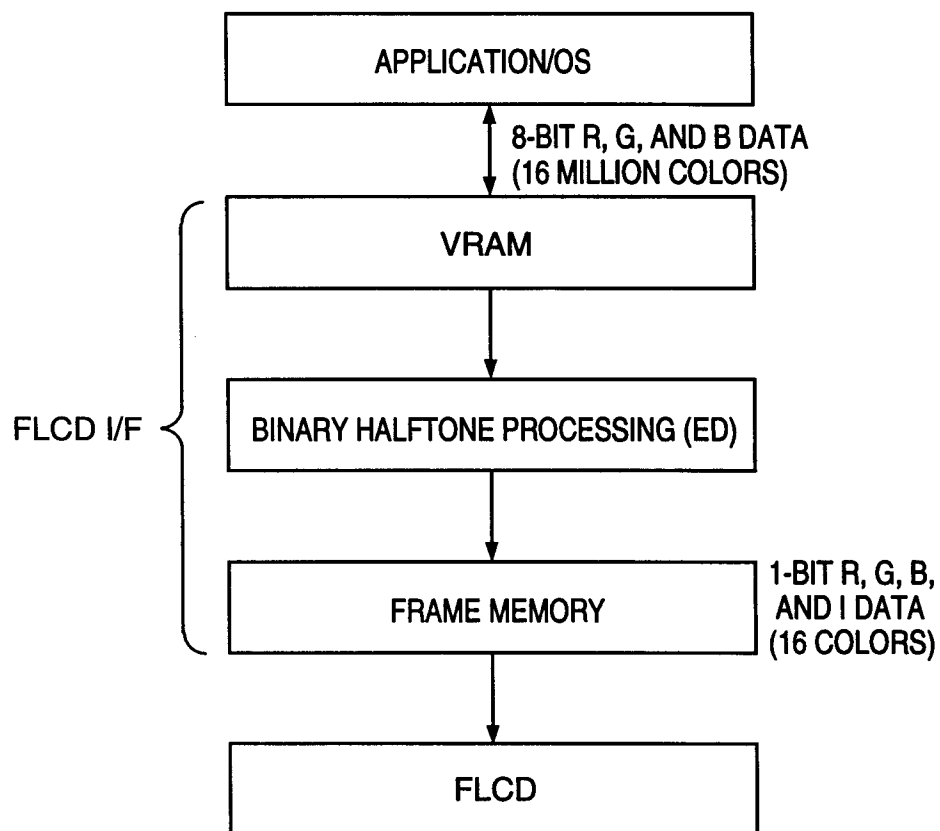 APPLICATION/OS
8-BIT R, G, AND B DATA
(16 MILLION COLORS)
VRAM
FLCD I/F
BINARY HALFTONE PROCESSING (ED)
FRAME MEMORY
1-BIT R, G, B,
AND I DATA
(16 COLORS)
FLCD